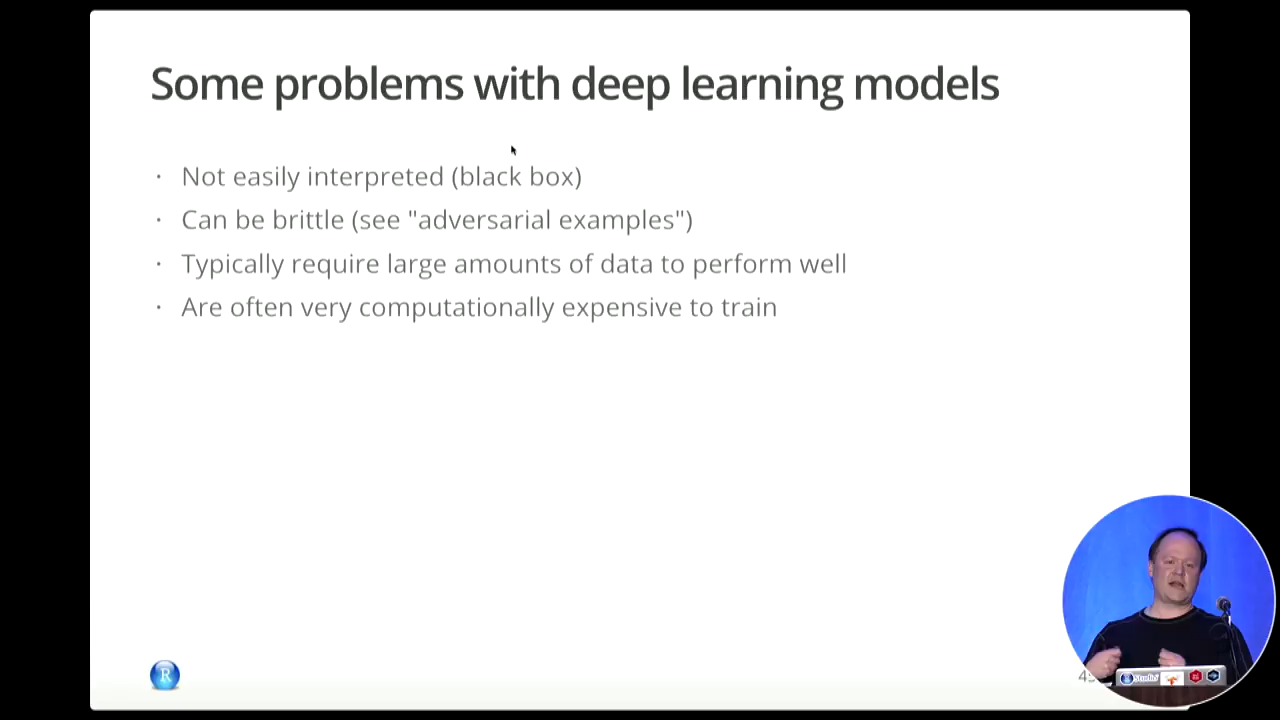 Some problems with deep learning models
· Not easily interpreted (black box)
· Can be brittle (see "adversarial examples")
· Typically require large amounts of data to perform well
· Are often very computationally expensive to train
R
R Studio